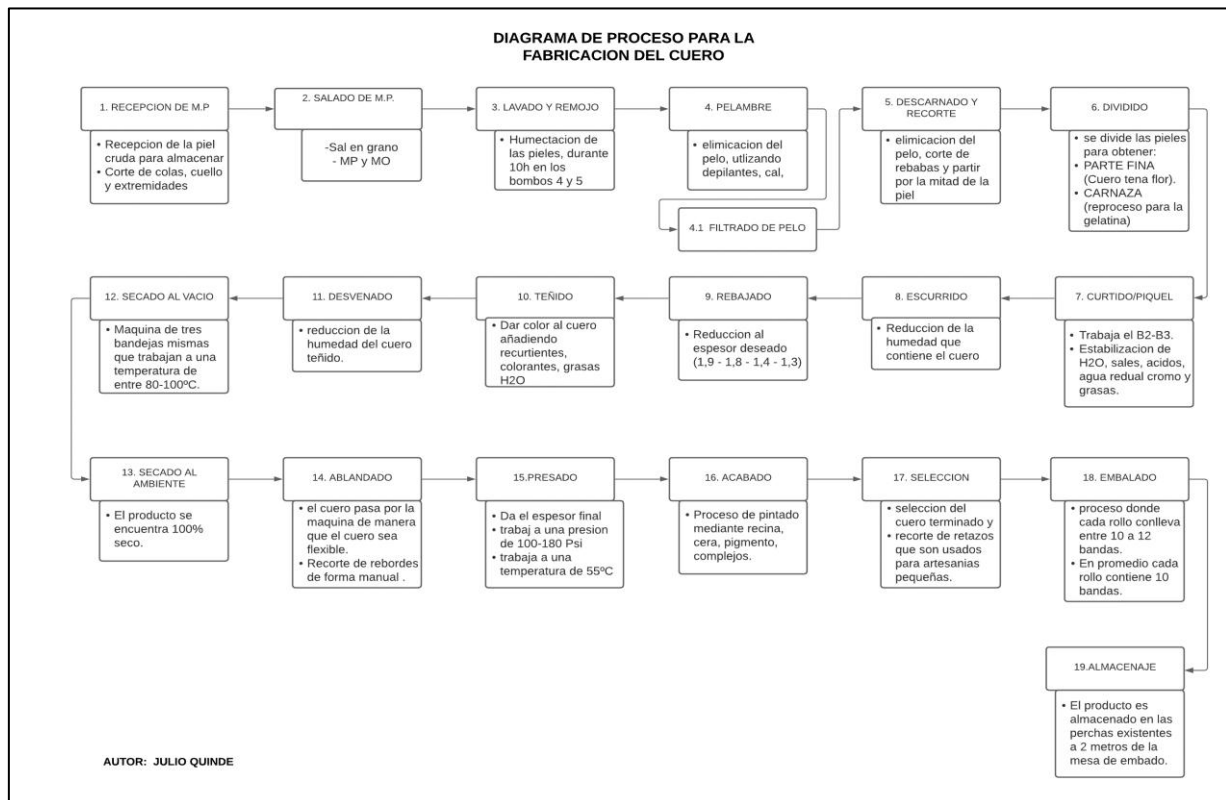 DIAGRAMA DE PROCESO PARA LA
FABRICACION DEL CUERO
1. RECEPCION DE M.P
• Recepcion de la piel
cruda para almacenar
• Corte de colas, cuello
y extremidades
2. SALADO DE M.P.
-Sal en grano
- MP y MO
3. LAVADO Y REMOJO
• Humectacion de
las pieles, durante
10h en los
bombos 4 y 5
4. PELAMBRE
• elimicacion del
pelo, utlizando
depilantes, cal,
4.1 FILTRADO DE PELO
5. DESCARNADO Y
RECORTE
• elimicacion del
pelo, corte de
rebabas y partir
por la mitad de la
piel
6. DIVIDIDO
• se divide las pieles
para obtener:
• PARTE FINA
(Cuero tena flor).
• CARNAZA
(reproceso para la
gelatina)
7. CURTIDO/PIQUEL
• Trabaja el B2-B3.
• Estabilizacion de
H2O, sales, acidos,
agua redual cromo y
grasas.
8. ESCURRIDO
• Reduccion de la
humedad que
contiene el cuero
9. REBAJADO
• Reduccion al
espesor deseado
(1,9 - 1,8 - 1,4 - 1,3)
10. TEÑIDO
• Dar color al cuero
añadiendo
recurtientes,
colorantes, grasas
H2O
11. DESVENADO
• reduccion de la
humedad del cuero
teñido.
12. SECADO AL VACIO
• Maquina de tres
bandejas mismas
que trabajan a una
temperatura de
entre 80-100ºC.
13. SECADO AL
AMBIENTE
• El producto se
encuentra 100%
seco.
14. ABLANDADO
• el cuero pasa por la
maquina de manera
que el cuero sea
flexible.
• Recorte de rebordes
de forma manual .
15.PRESADO
• Da el espesor final
• trabaj a una presion
de 100-180 Psi
• trabaja a una
temperatura de 55ºC
16. ACABADO
• Proceso de pintado
mediante recina,
cera, pigmento,
complejos.
17. SELECCION
• seleccion del
cuero terminado y
• recorte de retazos
que son usados
para artesanias
pequeñas.
18. EMBALADO
• proceso donde
cada rollo conlleva
entre 10 a 12
bandas.
• En promedio cada
rollo contiene 10
bandas.
19.ALMACENAJE
• El producto es
almacenado en las
perchas existentes
a 2 metros de la
mesa de embado.
AUTOR: JULIO QUINDE